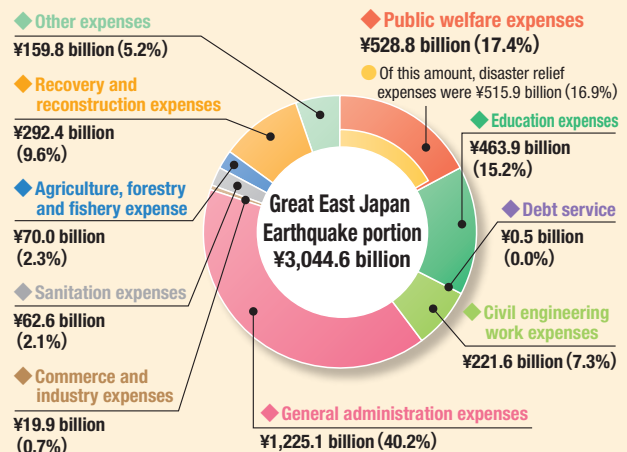 ◆Other expenses
¥159.8 billion (5.2%)
◆Public welfare expenses
¥528.8 billion (17.4%)
Of this amount, disaster relief
expenses were ¥515.9 billion (16.9%)
◆Recovery and
reconstruction expenses
¥292.4 billion
(9.6%)
◆Education expenses
¥463.9 billion
(15.2%)
◆Agriculture, forestry
and fishery expense
¥70.0 billion
(2.3%)
Great East Japan
Earthquake portion
¥3,044.6 billion
◆Debt service
¥0.5 billion
(0.0%)
◆Sanitation expenses
¥62.6 billion
(2.1%)
◆Civil engineering
work expenses
¥221.6 billion (7.3%)
◆Commerce and
industry expenses
¥19.9 billion
(0.7%)
◆General administration expenses
¥1,225.1 billion (40.2%)